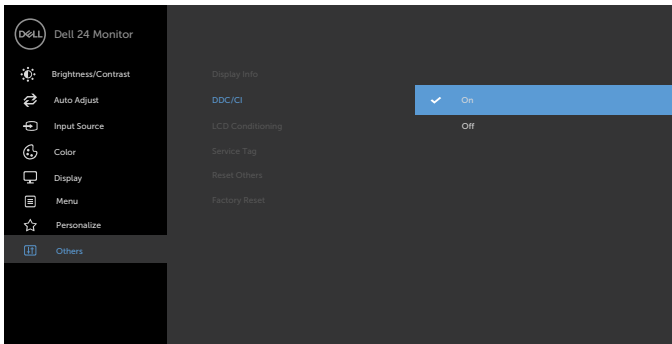 DELL Dell 24 Monitor
Brightness/Contrast Display Info
Auto Adjust DDC/CI On
Input Source LCD Conditioning Off
Color Service Tag
Display Reset Others
Menu Factory Reset
Personalize
Others